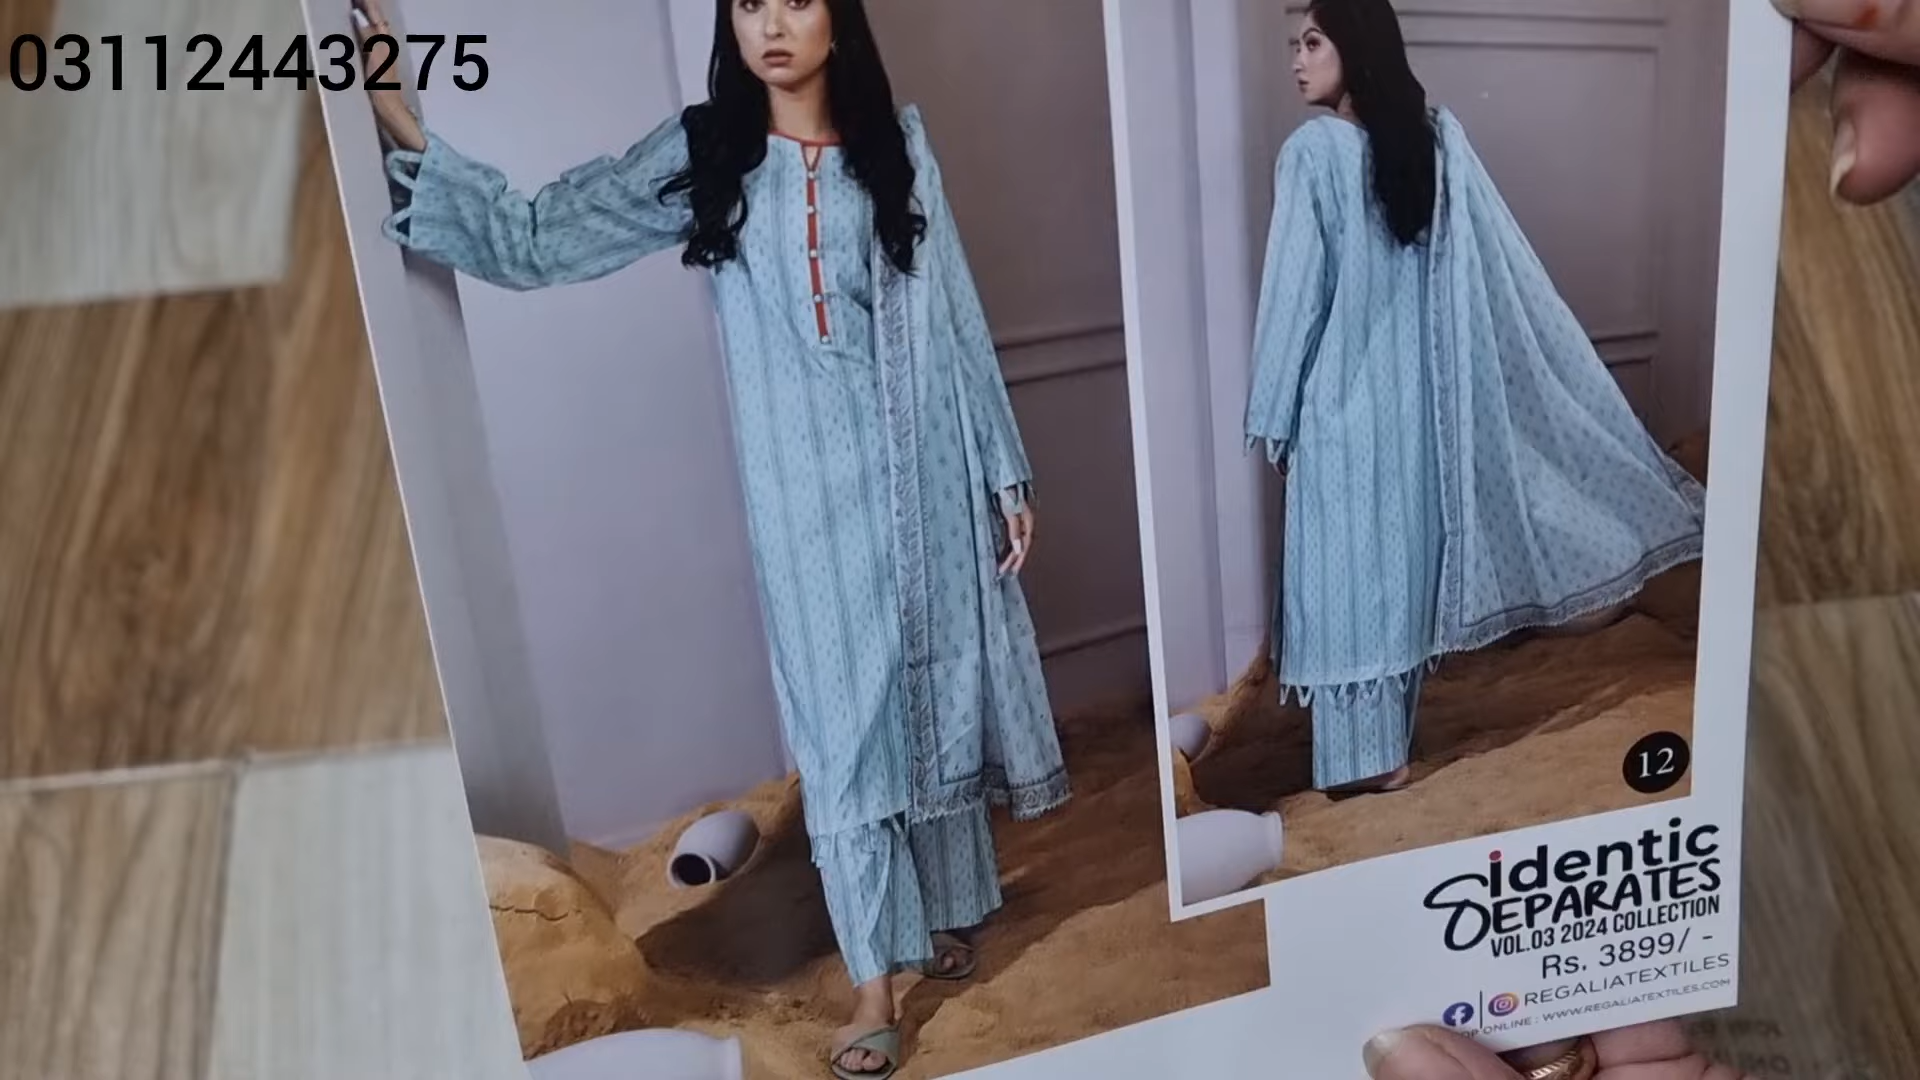 03112443275
12
identic
SEPARATES
VOL.03 2024 COLLECTION
Rs. 3899/ -
REGALIATEXTILES
ONLINE : WWW.REGALIATEXTILES.COM